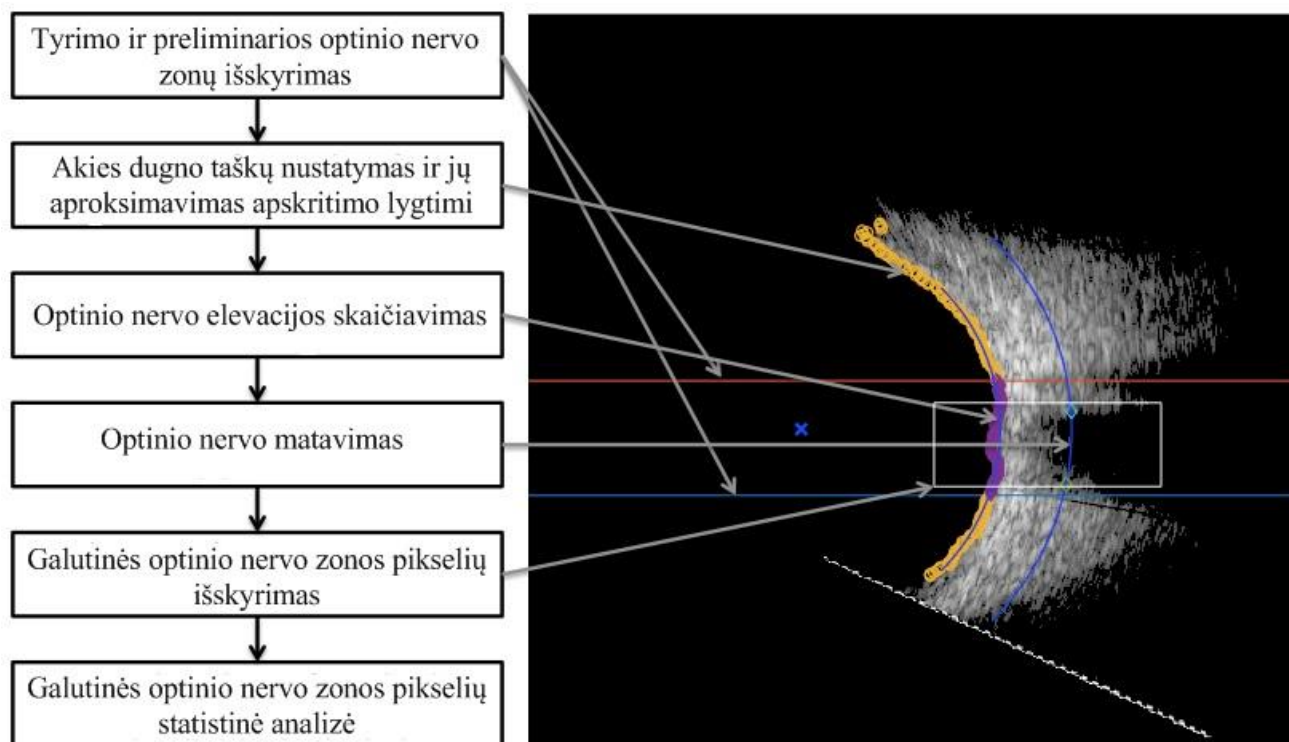 Tyrimo ir preliminarios optinio nervo
zonų išskyrimas
Akies dugno taškų nustatymas ir jų
aproksimavimas apskritimo lygtimi
Optinio nervo elevacijos skaičiavimas
Optinio nervo matavimas
Galutinės optinio nervo zonos pikselių
išskyrimas
Galutinės optinio nervo zonos pikselių
statistinė analizė